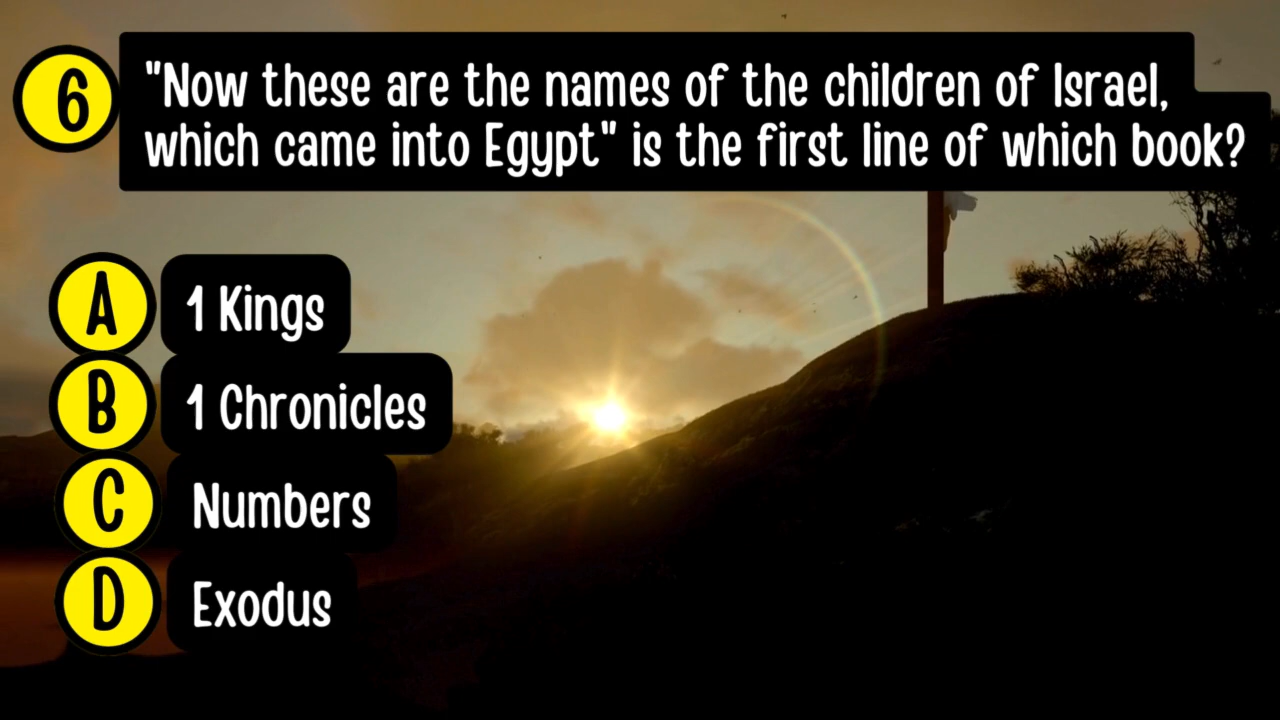 6
"Now these are the names of the children of Israel,
which came into Egypt" is the first line of which book?
A 1 Kings
B 1 Chronicles
C Numbers
D Exodus